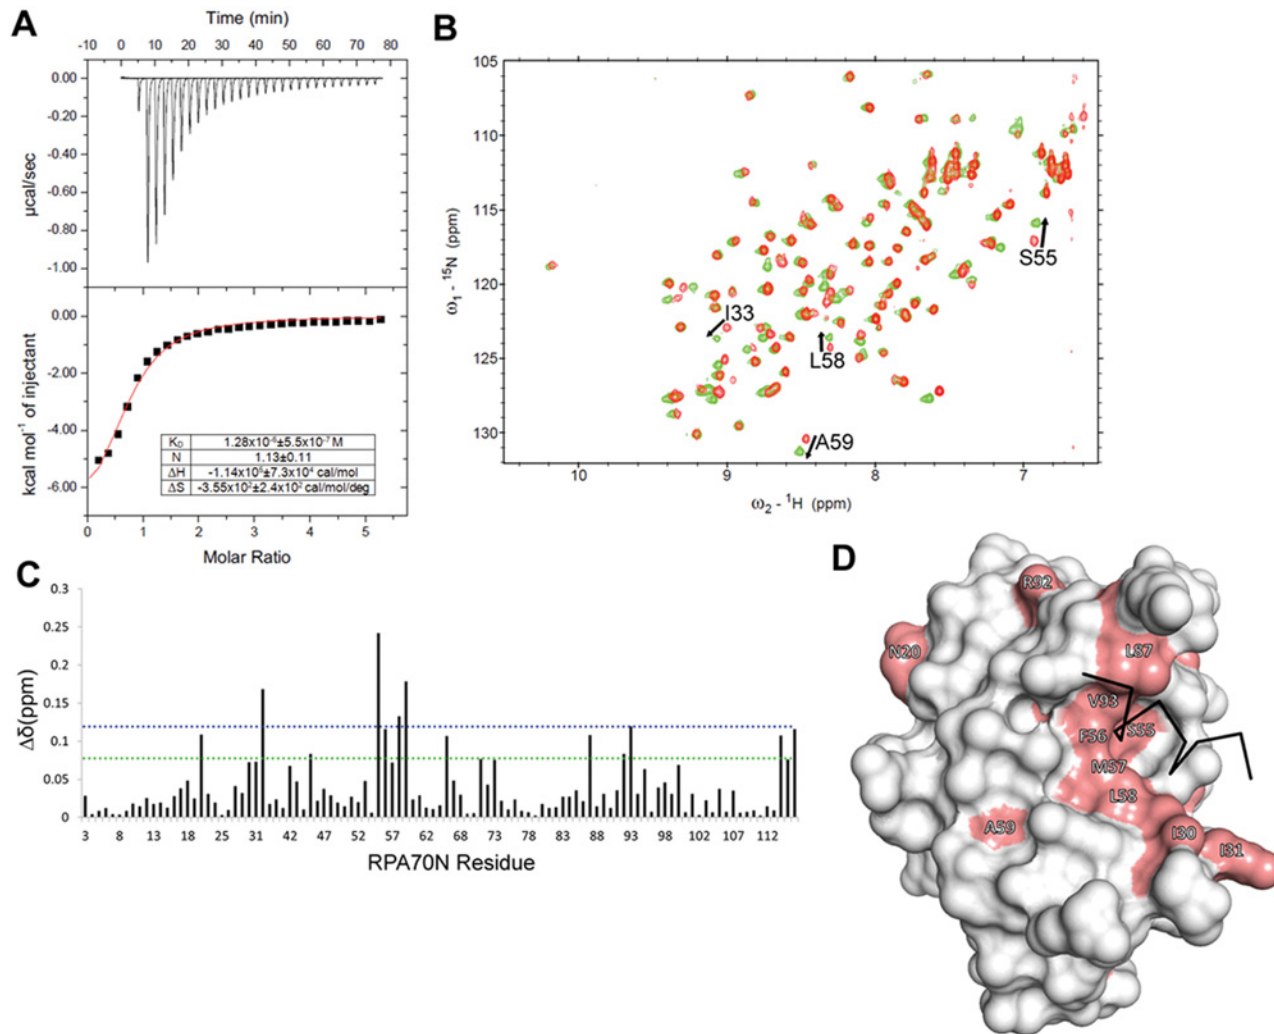 A
Time (min)
-10 0 10 20 30 40 50 60 70 80
0.00
-0.20
-0.40
-0.60
-0.80
-1.00
µcal/sec
0.00
-2.00
-4.00
-6.00
kcal mol⁻¹ of injectant
K_D 1.28x10⁻⁶±5.5x10⁻⁷ M
N 1.13±0.11
ΔH -1.14x10⁵±7.3x10⁴ cal/mol
ΔS -3.55x10²±2.4x10² cal/mol/deg
0 1 2 3 4 5
Molar Ratio
B
105
110
115
120
125
130
ω₁ - ¹⁵N (ppm)
S55
I33
L58
A59
10 9 8 7
ω₂ - ¹H (ppm)
C
0.3
0.25
0.2
0.15
0.1
0.05
0
Δδ(ppm)
3 8 13 18 26 31 42 47 52 57 62 68 73 78 83 88 93 98 102 107 112
RPA70N Residue
D
R92
N20
L87
V93
F56 S55
M57
L58
A59
I30
I31